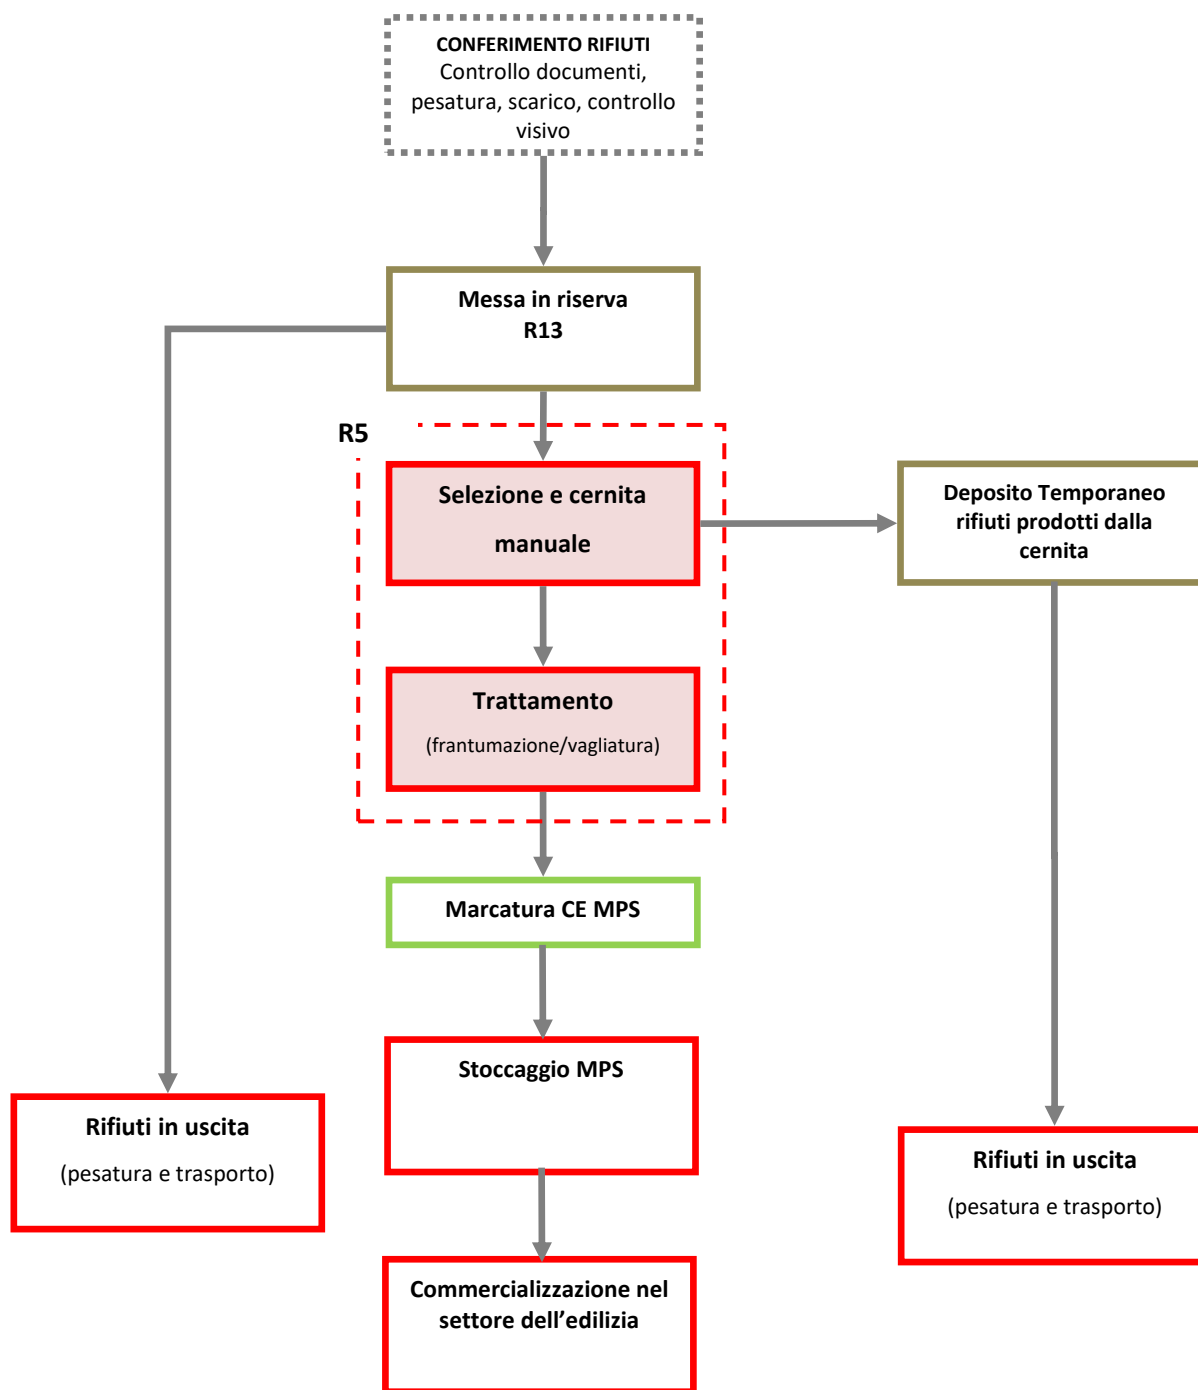 CONFERIMENTO RIFIUTI
Controllo documenti,
pesatura, scarico, controllo
visivo
Messa in riserva
R13
R5
Selezione e cernita
manuale
Deposito Temporaneo
rifiuti prodotti dalla
cernita
Trattamento
(frantumazione/vagliatura)
Marcatura CE MPS
Stoccaggio MPS
Rifiuti in uscita
(pesatura e trasporto)
Rifiuti in uscita
(pesatura e trasporto)
Commercializzazione nel
settore dell’edilizia